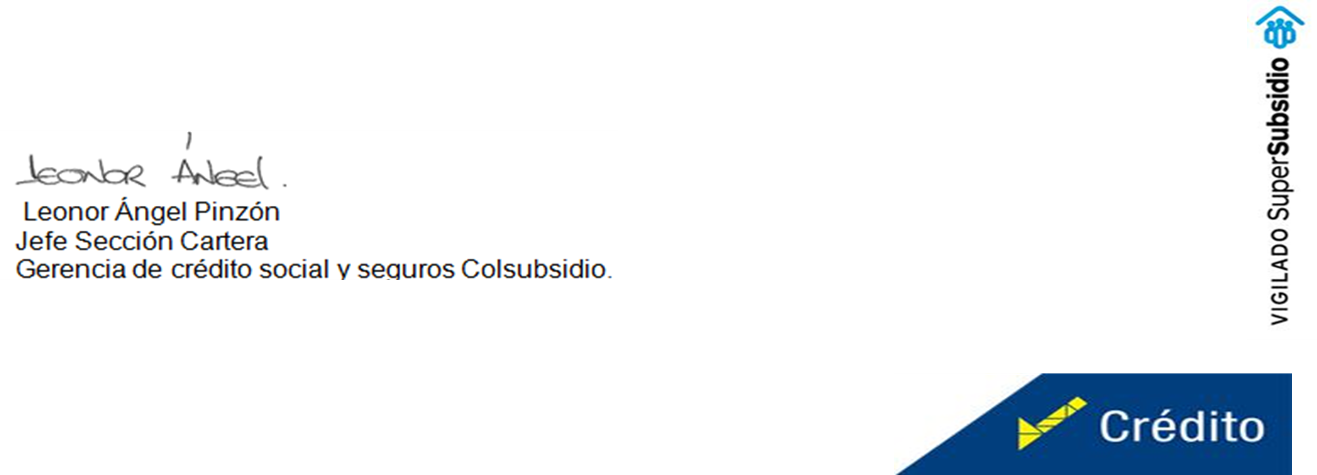 Leonor Ángel.
Leonor Ángel Pinzón
Jefe Sección Cartera
Gerencia de crédito social y seguros Colsubsidio.
VIGILADO SuperSubsidio
Crédito